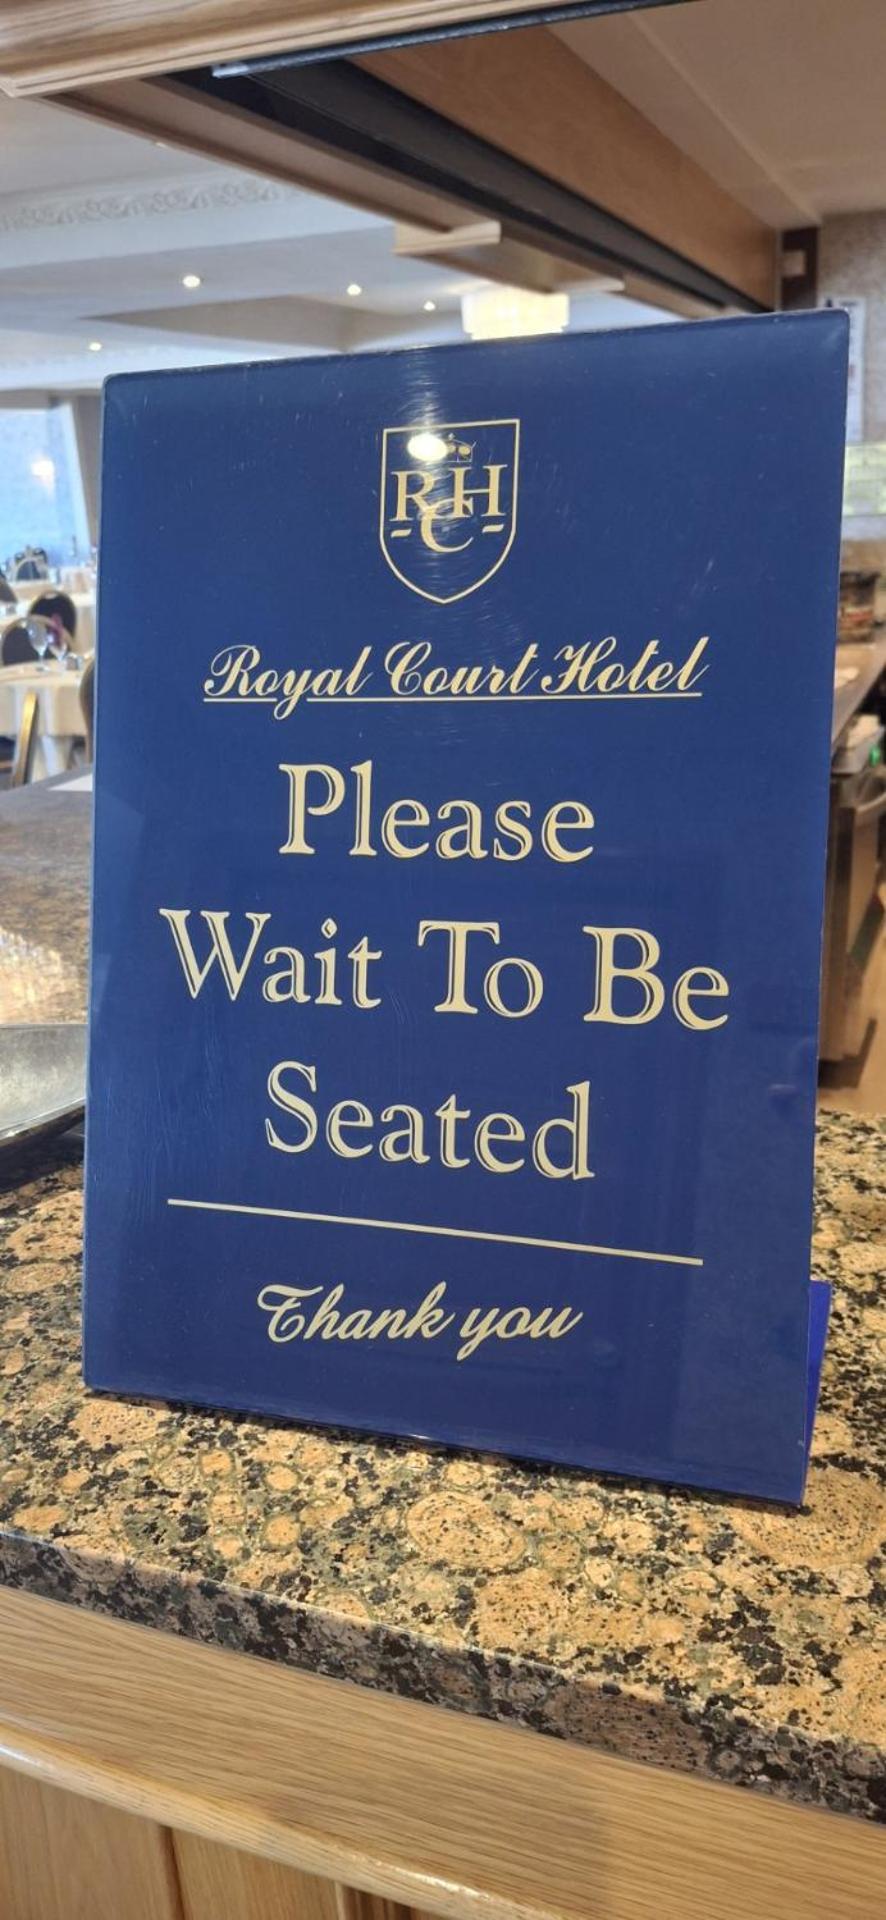 RCH
Royal Court Hotel
Please
Wait To Be
Seated
Thank you